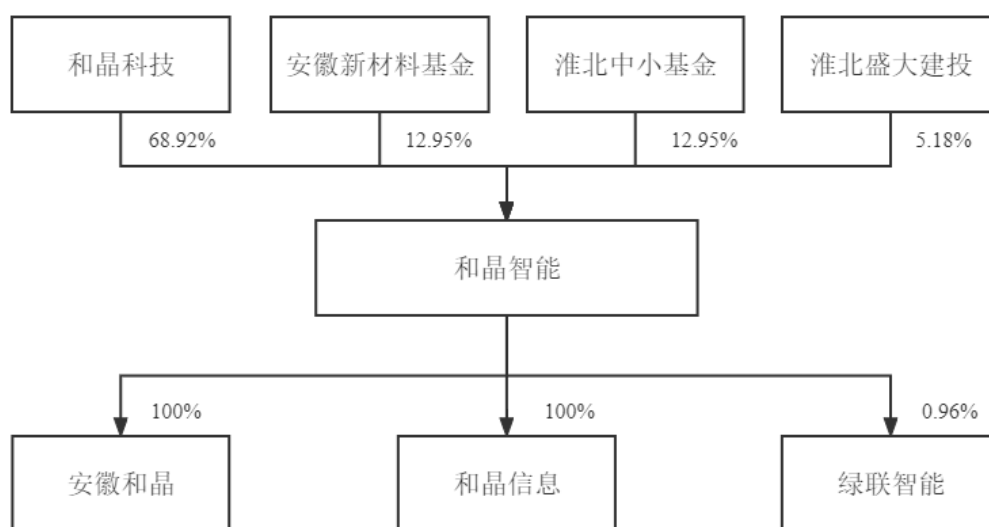 和晶科技 安徽新材料基金 淮北中小基金 淮北盛大建投
68.92% 12.95% 12.95% 5.18%
和晶智能
100% 100% 0.96%
安徽和晶 和晶信息 绿联智能